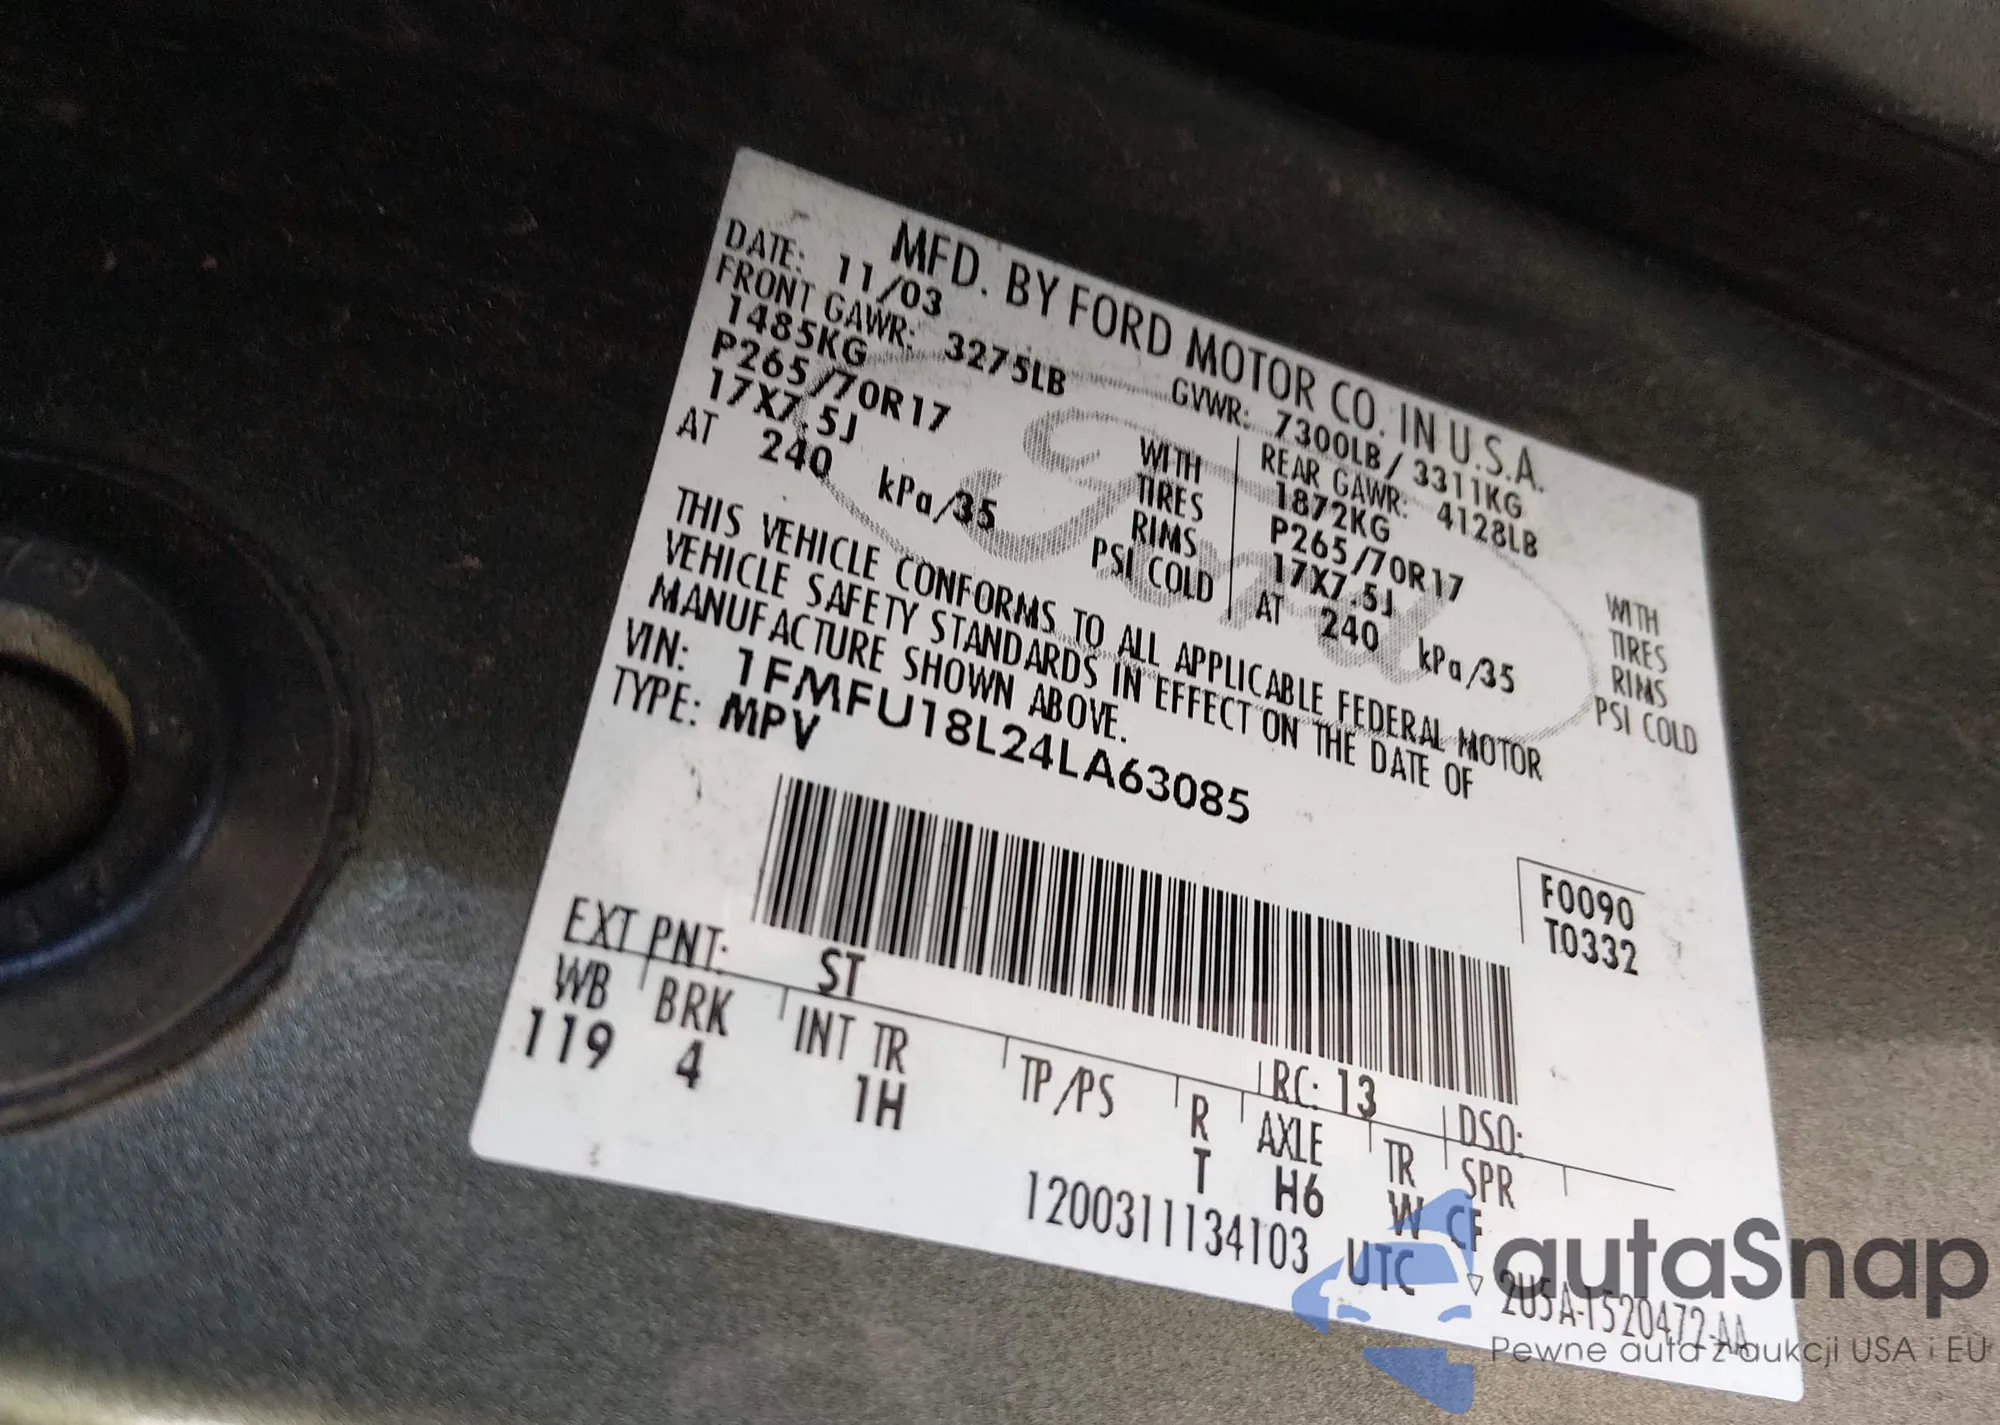 MFD. BY FORD MOTOR CO. IN U.S.A.
DATE: 11/03 GVWR: 7300LB/3311KG
FRONT GAWR: 3275LB REAR GAWR: 4128LB
1485KG WITH 1872KG WITH
P265/70R17 TIRES P265/70R17 TIRES
17X7.5J RIMS 17X7.5J RIMS
AT 240 kPa/35 PSI COLD AT 240 kPa/35 PSI COLD
Ford
THIS VEHICLE CONFORMS TO ALL APPLICABLE FEDERAL MOTOR
VEHICLE SAFETY STANDARDS IN EFFECT ON THE DATE OF
MANUFACTURE SHOWN ABOVE.
VIN: 1FMFU18L24LA63085
TYPE: MPV
F0090
T0332
EXT PNT: ST RC: 13 DSO:
WB BRK INT TR TP/PS R AXLE TR SPR
119 4 1H T H6 W CF
1200311134103 UTC
▽ 2U5A-1520472-AA
autaSnap
Pewne auta z aukcji USA i EU